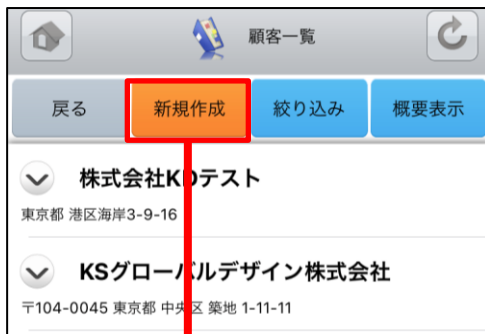 顧客一覧
戻る 新規作成 絞り込み 概要表示
株式会社KDテスト
東京都 港区海岸3-9-16
KSグローバルデザイン株式会社
〒104-0045 東京都 中央区 築地 1-11-11